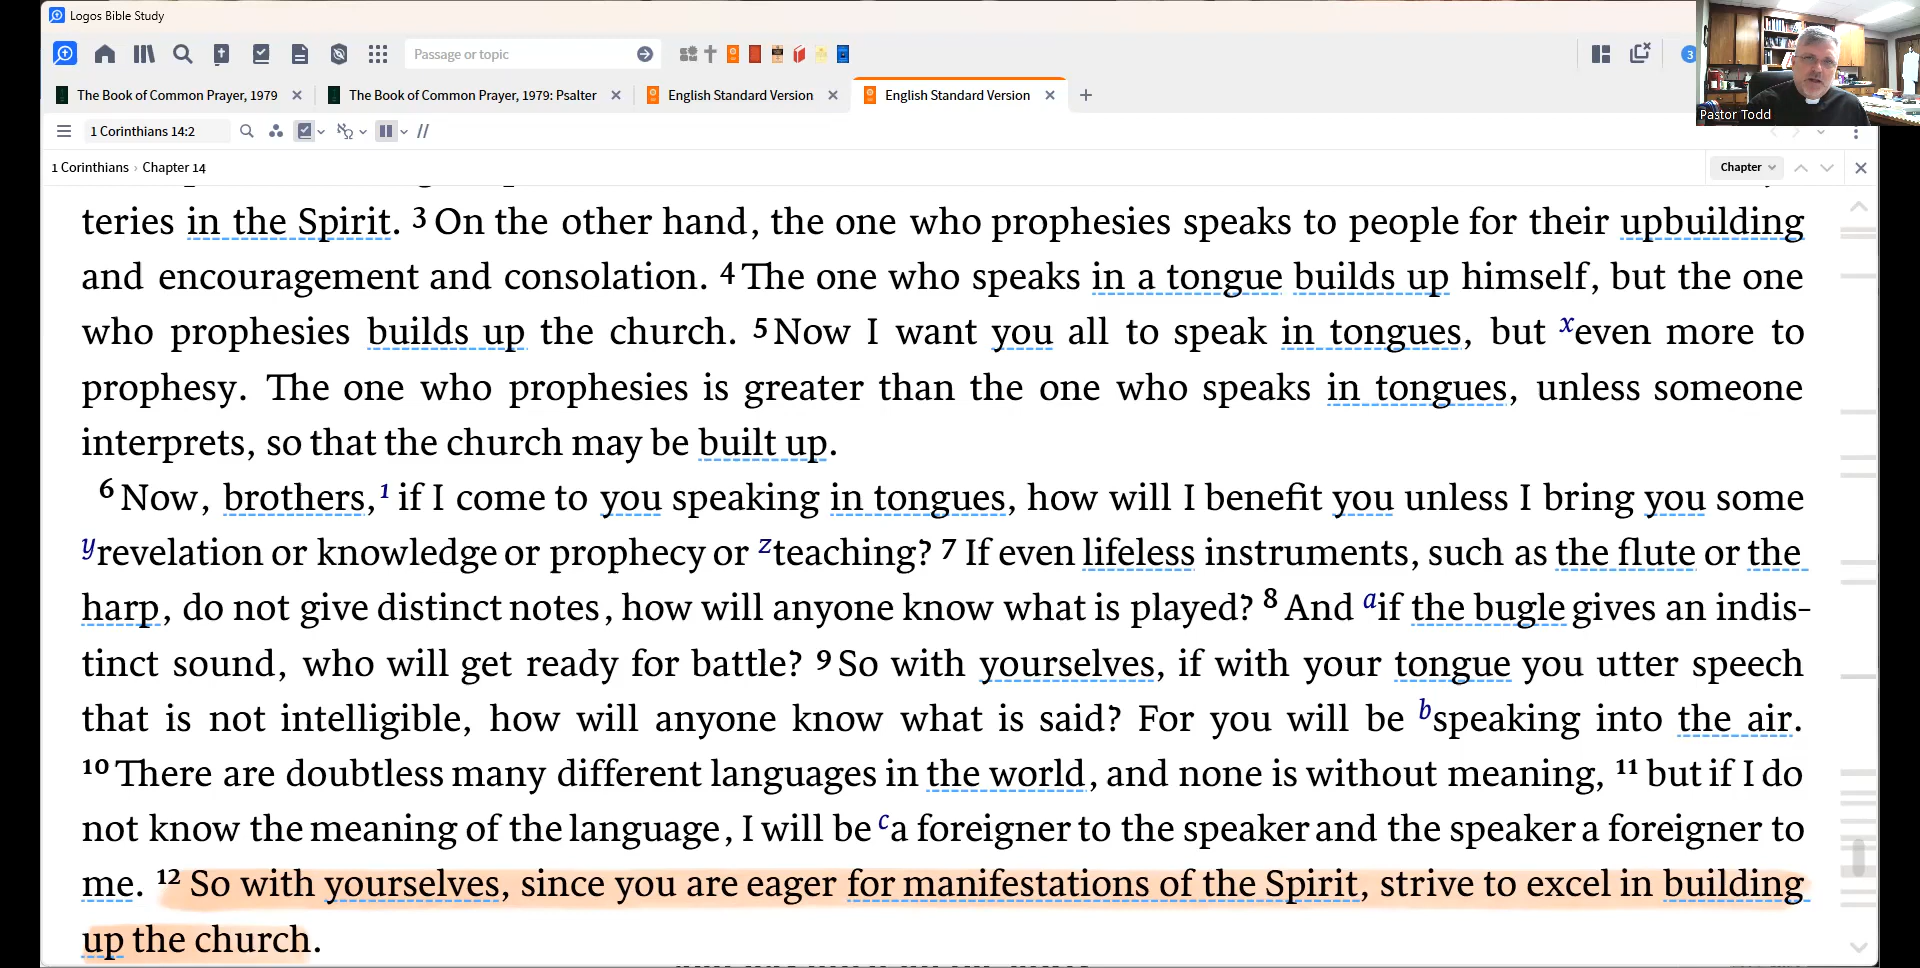 Logos Bible Study
Passage or topic
3
The Book of Common Prayer, 1979
The Book of Common Prayer, 1979: Psalter
English Standard Version
English Standard Version
Pastor Todd
1 Corinthians 14:2
1 Corinthians › Chapter 14
Chapter
teries in the Spirit. 3 On the other hand, the one who prophesies speaks to people for their upbuilding
and encouragement and consolation. 4 The one who speaks in a tongue builds up himself, but the one
who prophesies builds up the church. 5 Now I want you all to speak in tongues, but x even more to
prophesy. The one who prophesies is greater than the one who speaks in tongues, unless someone
interprets, so that the church may be built up.
6 Now, brothers,1 if I come to you speaking in tongues, how will I benefit you unless I bring you some
y revelation or knowledge or prophecy or z teaching? 7 If even lifeless instruments, such as the flute or the
harp, do not give distinct notes, how will anyone know what is played? 8 And a if the bugle gives an indis-
tinct sound, who will get ready for battle? 9 So with yourselves, if with your tongue you utter speech
that is not intelligible, how will anyone know what is said? For you will be b speaking into the air.
10 There are doubtless many different languages in the world, and none is without meaning, 11 but if I do
not know the meaning of the language, I will be c a foreigner to the speaker and the speaker a foreigner to
me. 12 So with yourselves, since you are eager for manifestations of the Spirit, strive to excel in building
up the church.